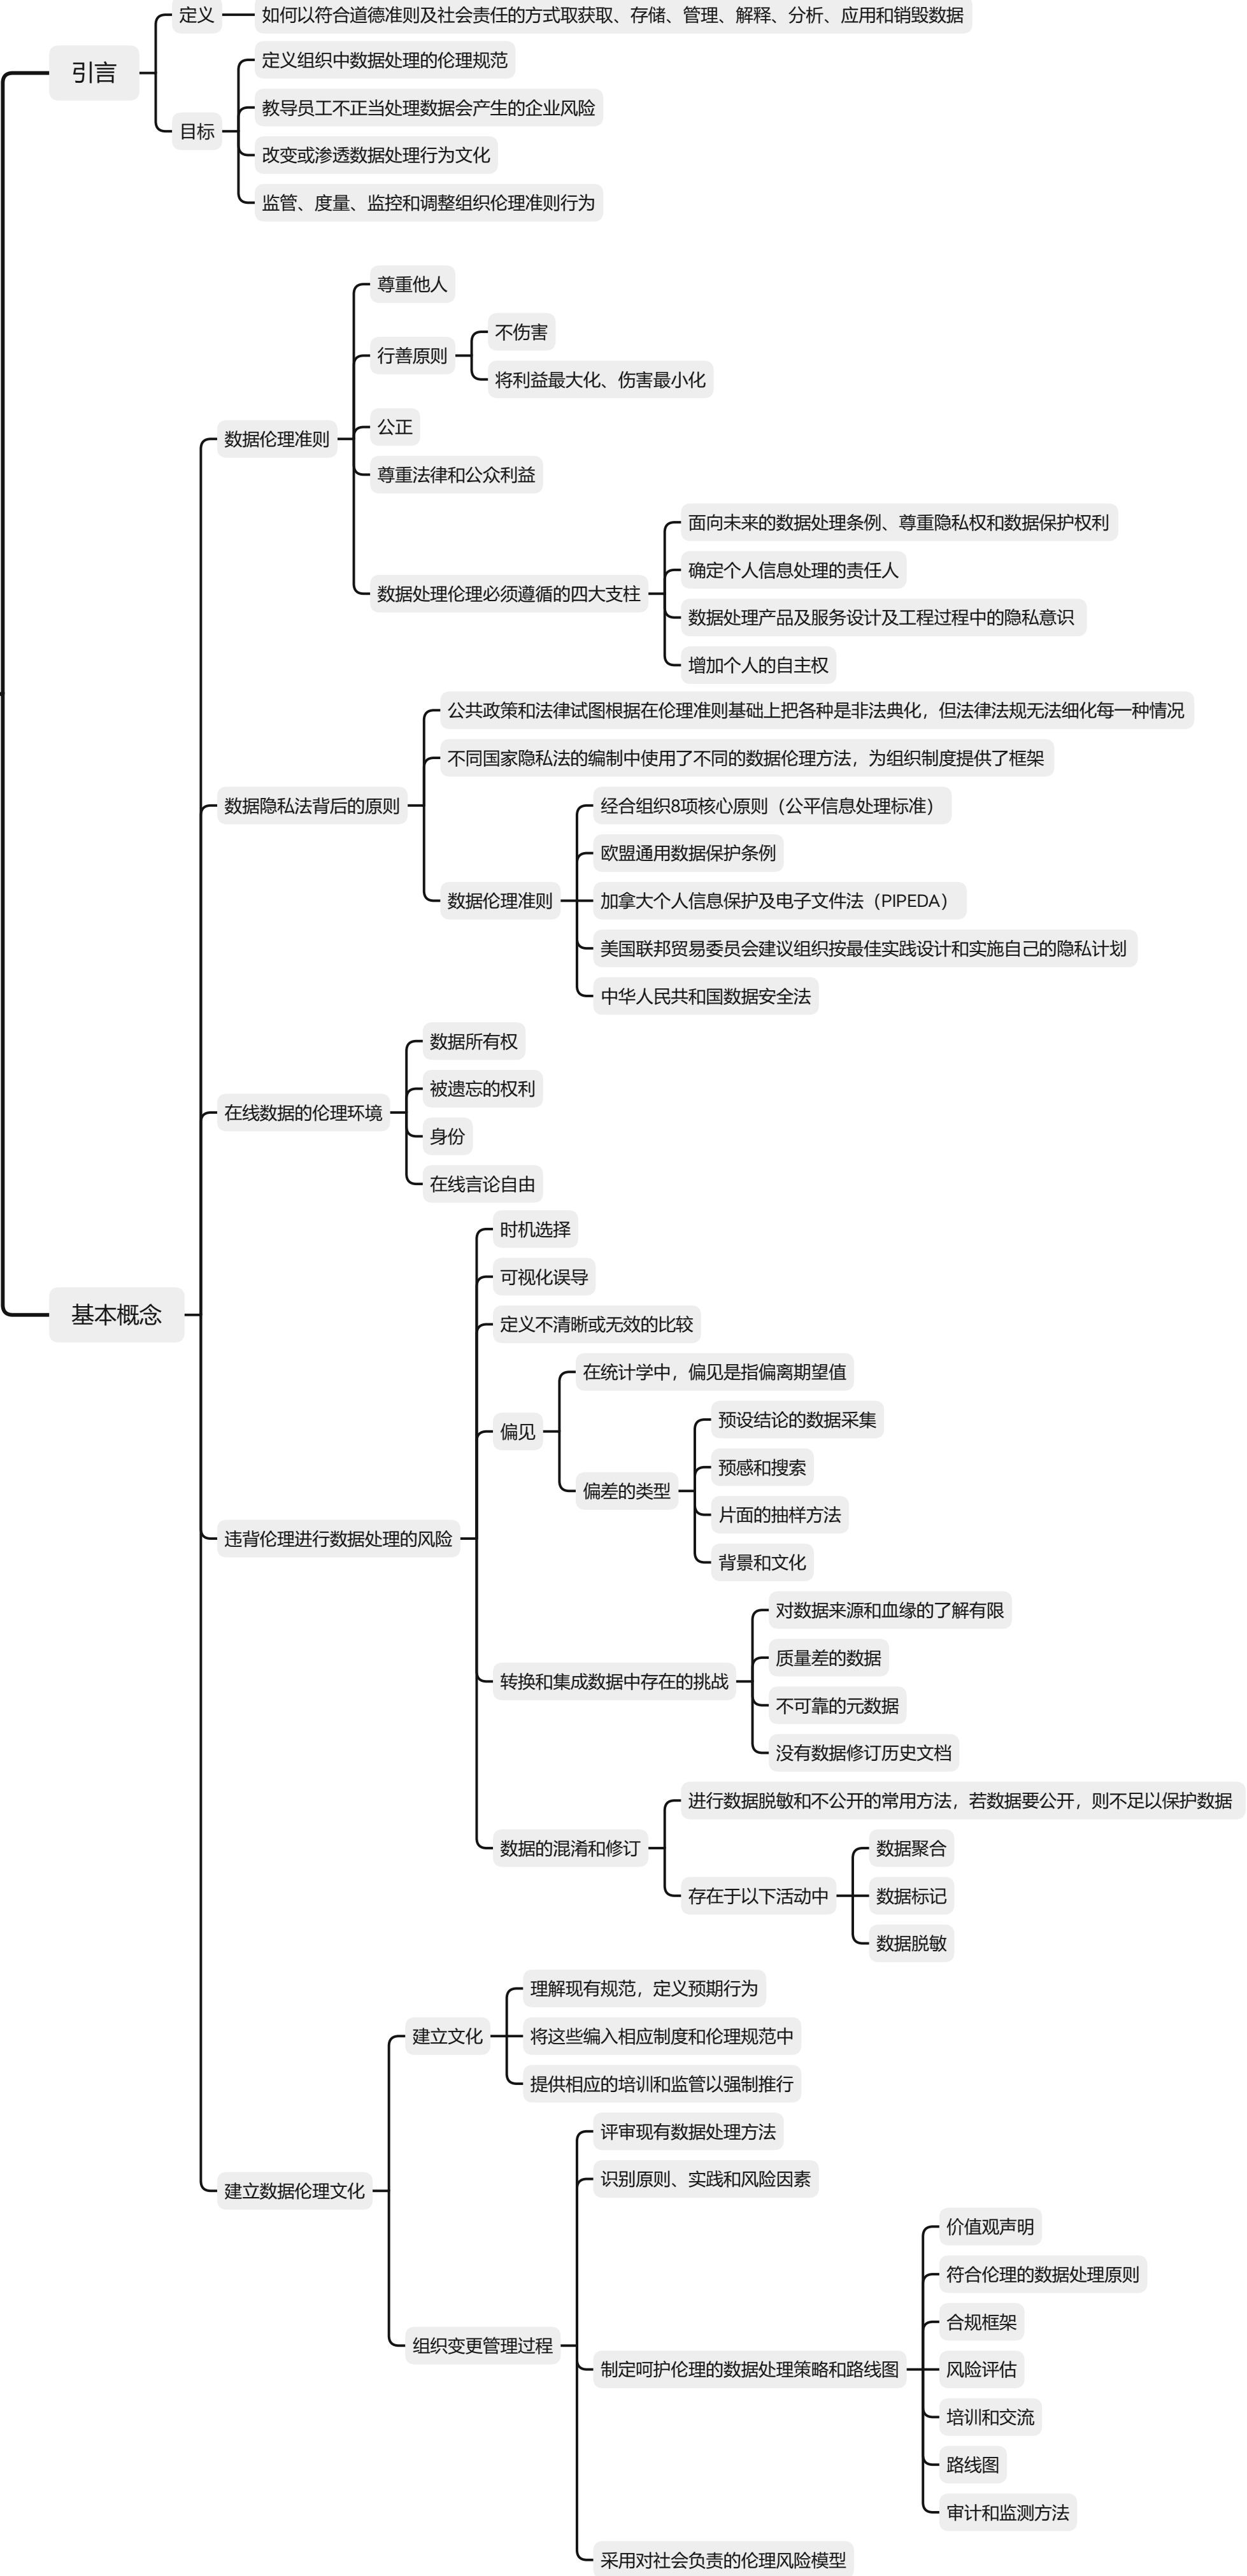 引言
定义
如何以符合道德准则及社会责任的方式取获取、存储、管理、解释、分析、应用和销毁数据
目标
定义组织中数据处理的伦理规范
教导员工不正当处理数据会产生的企业风险
改变或渗透数据处理行为文化
监管、度量、监控和调整组织伦理准则行为
基本概念
数据伦理准则
尊重他人
行善原则
不伤害
将利益最大化、伤害最小化
公正
尊重法律和公众利益
数据处理伦理必须遵循的四大支柱
面向未来的数据处理条例、尊重隐私权和数据保护权利
确定个人信息处理的责任人
数据处理产品及服务设计及工程过程中的隐私意识
增加个人的自主权
数据隐私法背后的原则
公共政策和法律试图根据在伦理准则基础上把各种是非法典化，但法律法规无法细化每一种情况
不同国家隐私法的编制中使用了不同的数据伦理方法，为组织制度提供了框架
数据伦理准则
经合组织8项核心原则（公平信息处理标准）
欧盟通用数据保护条例
加拿大个人信息保护及电子文件法（PIPEDA）
美国联邦贸易委员会建议组织按最佳实践设计和实施自己的隐私计划
中华人民共和国数据安全法
在线数据的伦理环境
数据所有权
被遗忘的权利
身份
在线言论自由
违背伦理进行数据处理的风险
时机选择
可视化误导
定义不清晰或无效的比较
偏见
在统计学中，偏见是指偏离期望值
偏差的类型
预设结论的数据采集
预感和搜索
片面的抽样方法
背景和文化
转换和集成数据中存在的挑战
对数据来源和血缘的了解有限
质量差的数据
不可靠的元数据
没有数据修订历史文档
数据的混淆和修订
进行数据脱敏和不公开的常用方法，若数据要公开，则不足以保护数据
存在于以下活动中
数据聚合
数据标记
数据脱敏
建立数据伦理文化
建立文化
理解现有规范，定义预期行为
将这些编入相应制度和伦理规范中
提供相应的培训和监管以强制推行
组织变更管理过程
评审现有数据处理方法
识别原则、实践和风险因素
制定呵护伦理的数据处理策略和路线图
价值观声明
符合伦理的数据处理原则
合规框架
风险评估
培训和交流
路线图
审计和监测方法
采用对社会负责的伦理风险模型